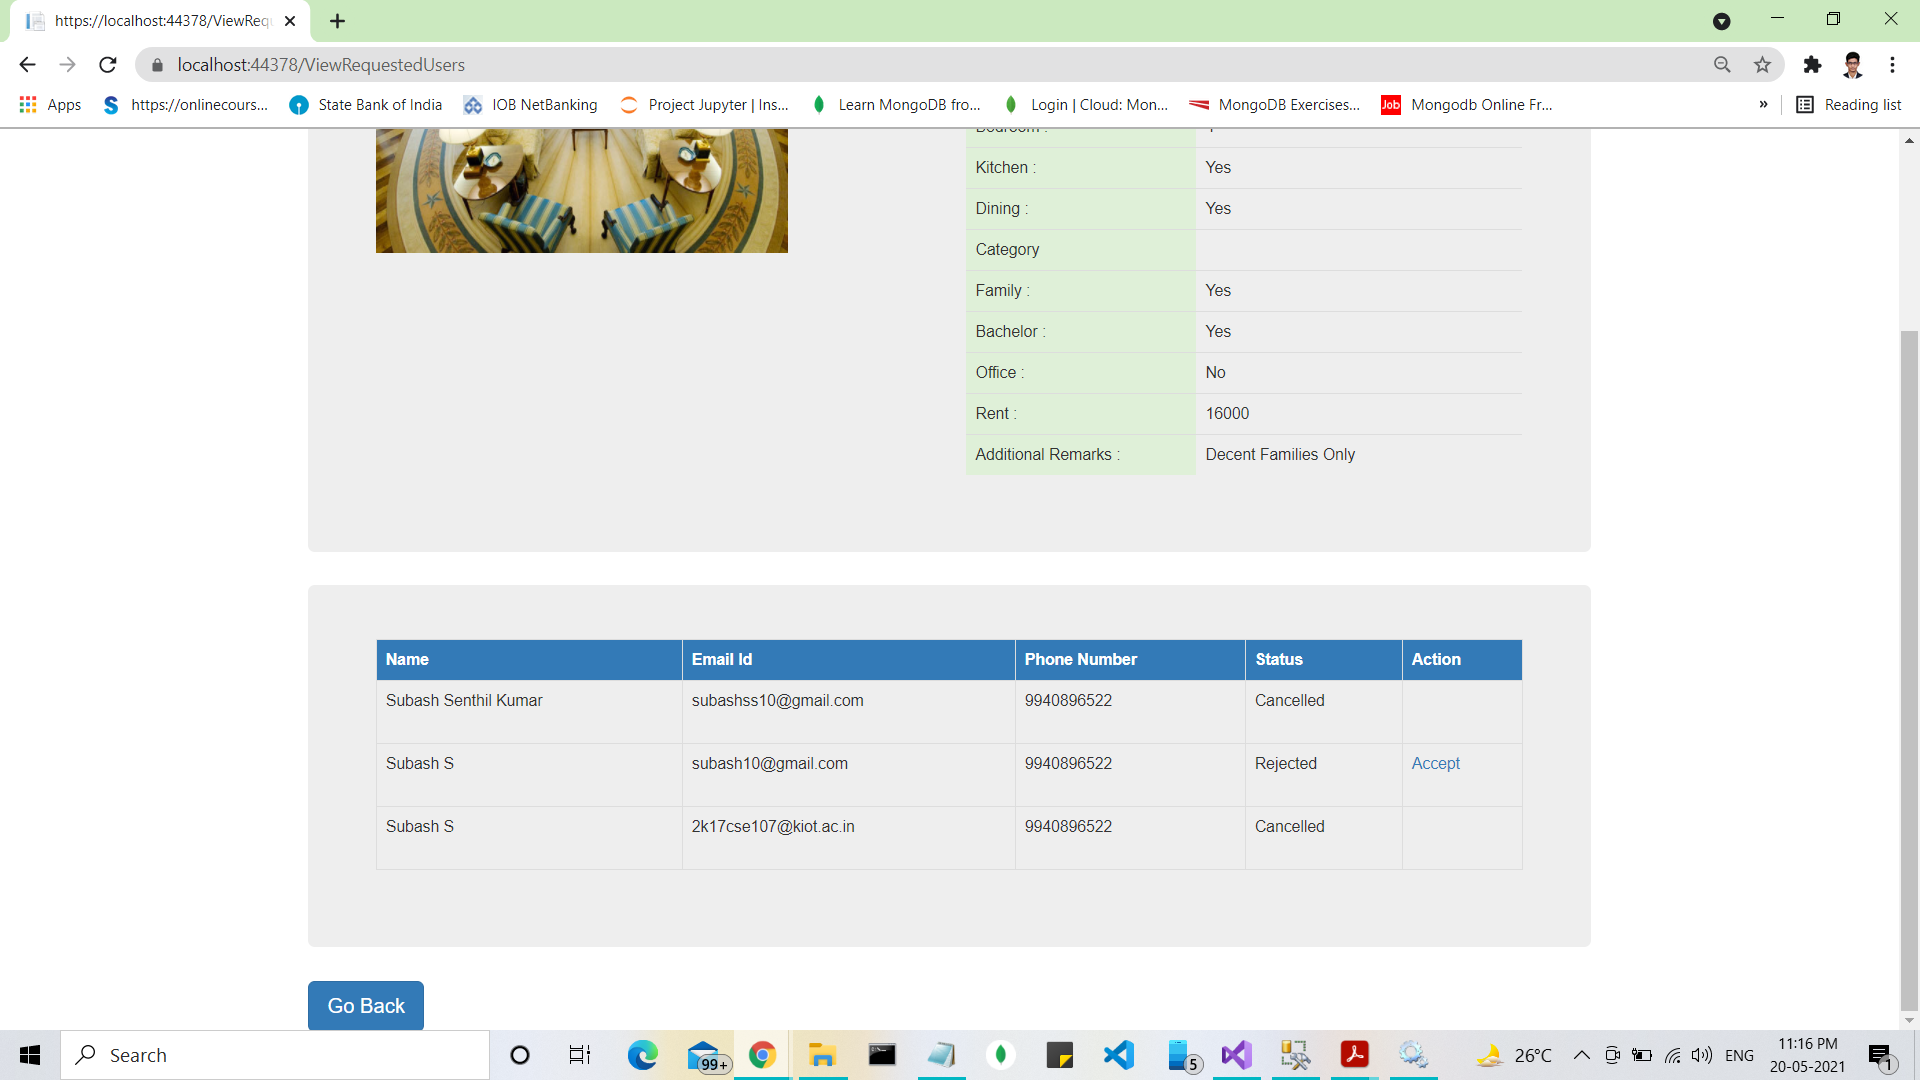 https://localhost:44378/ViewReq
localhost:44378/ViewRequestedUsers
Apps https://onlinecours... State Bank of India IOB NetBanking Project Jupyter | Ins... Learn MongoDB fro... Login | Cloud: Mon... MongoDB Exercises... Job Mongodb Online Fr... » Reading list
Bedroom :
Kitchen : Yes
Dining : Yes
Category
Family : Yes
Bachelor : Yes
Office : No
Rent : 16000
Additional Remarks : Decent Families Only
Name Email Id Phone Number Status Action
Subash Senthil Kumar subashss10@gmail.com 9940896522 Cancelled
Subash S subash10@gmail.com 9940896522 Rejected Accept
Subash S 2k17cse107@kiot.ac.in 9940896522 Cancelled
Go Back
Search 99+ 5 26°C ENG 11:16 PM 1
20-05-2021